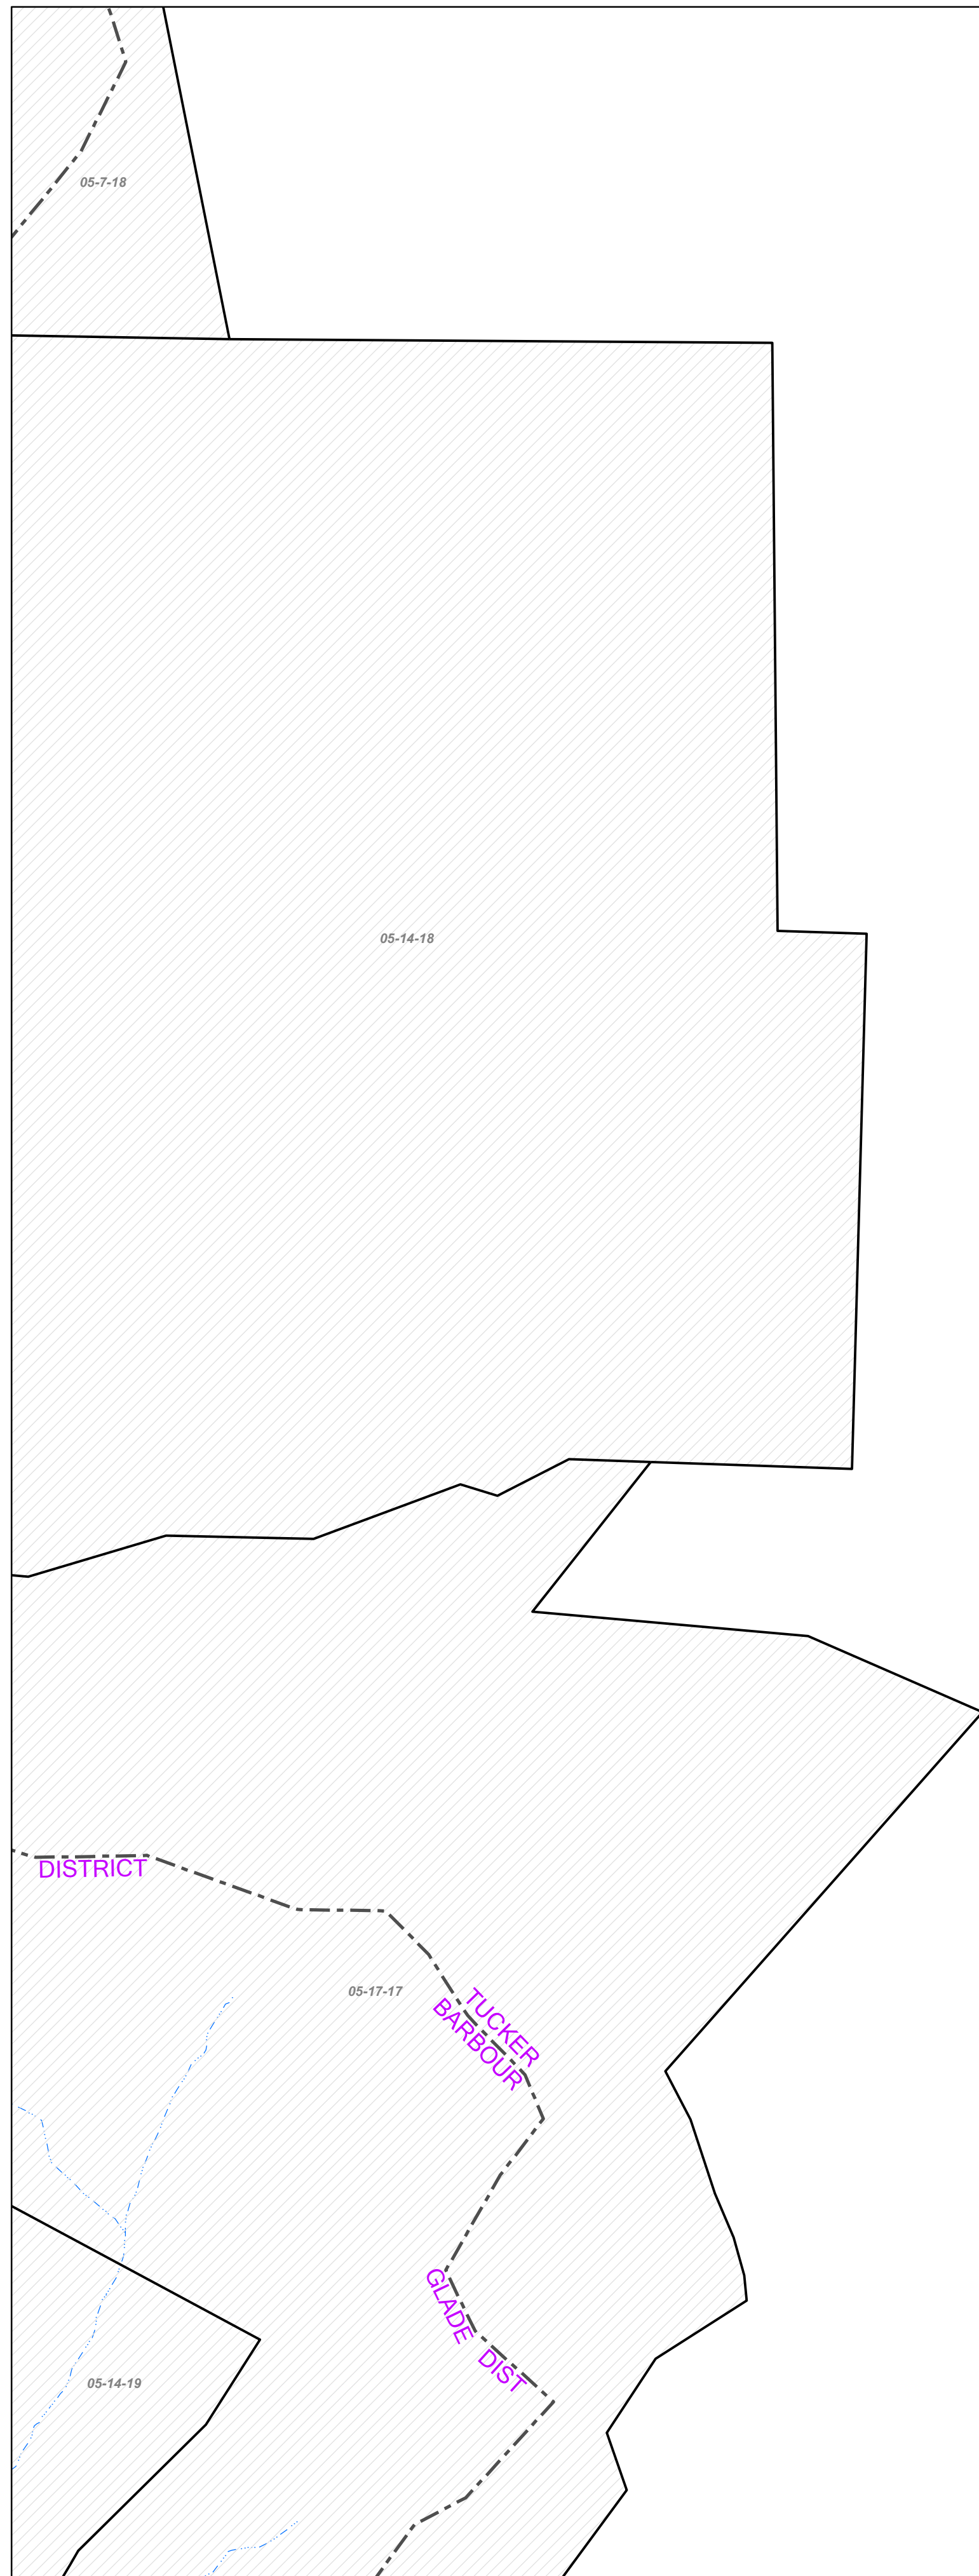 05-7-18
05-14-18
DISTRICT
05-17-17
TUCKER
BARBOUR
GLADE DIST
05-14-19